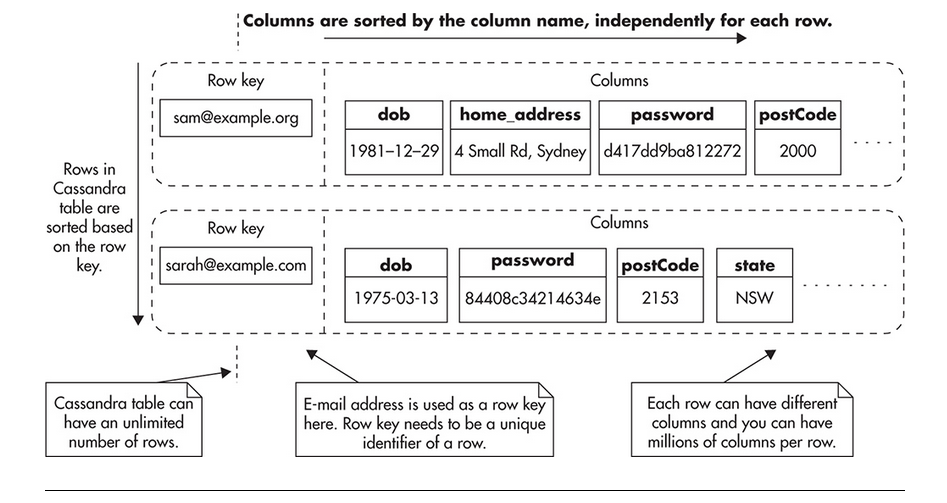 Columns are sorted by the column name, independently for each row.
Row key
Columns
sam@example.org
dob
home_address
password
postCode
1981–12–29
4 Small Rd, Sydney
d417dd9ba812272
2000
Rows in
Cassandra
table are
sorted based
on the row
key.
Row key
Columns
sarah@example.com
dob
password
postCode
state
1975-03-13
84408c34214634e
2153
NSW
Cassandra table can
have an unlimited
number of rows.
E-mail address is used as a row key
here. Row key needs to be a unique
identifier of a row.
Each row can have different
columns and you can have
millions of columns per row.